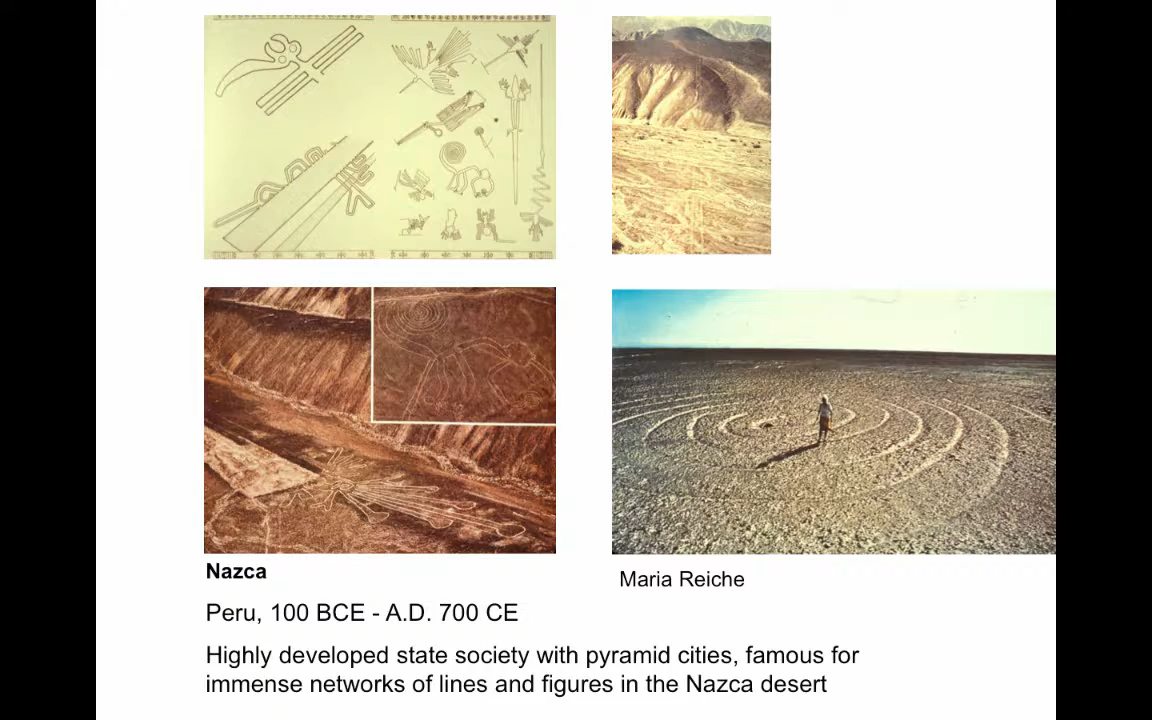 Nazca
Maria Reiche
Peru, 100 BCE - A.D. 700 CE
Highly developed state society with pyramid cities, famous for
immense networks of lines and figures in the Nazca desert